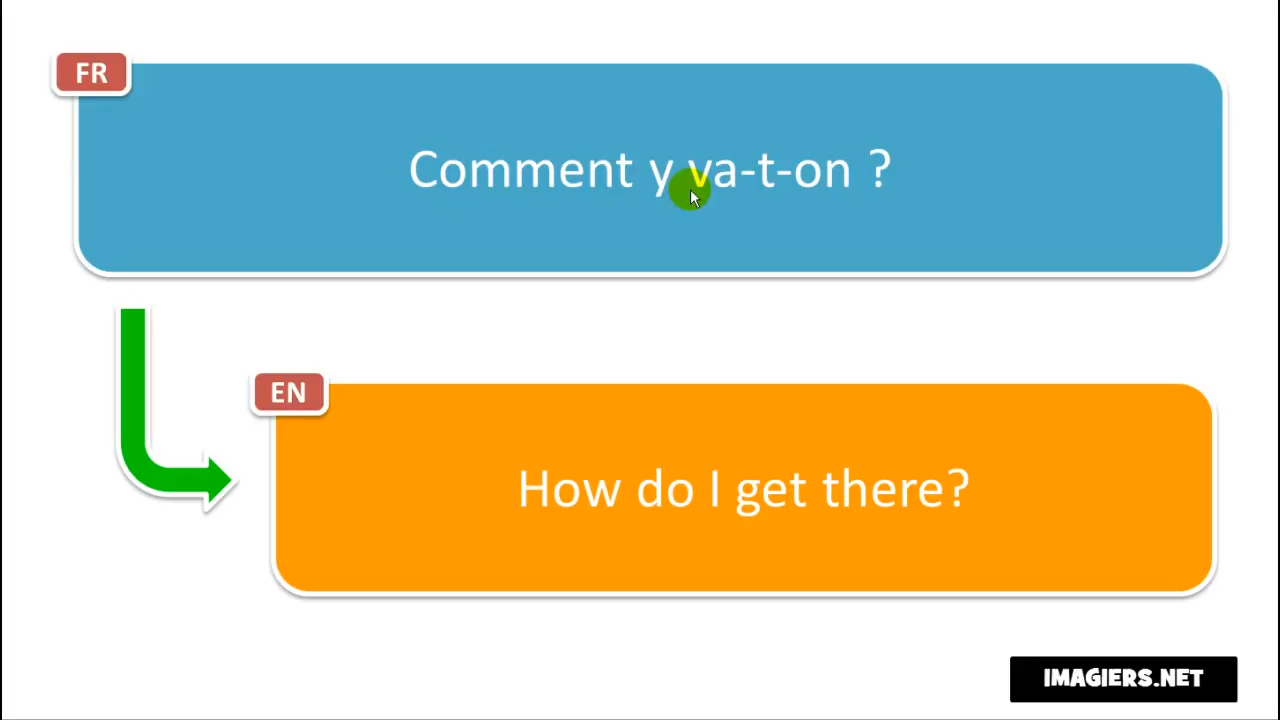 FR
Comment y va-t-on ?
EN
How do I get there?
IMAGIERS.NET